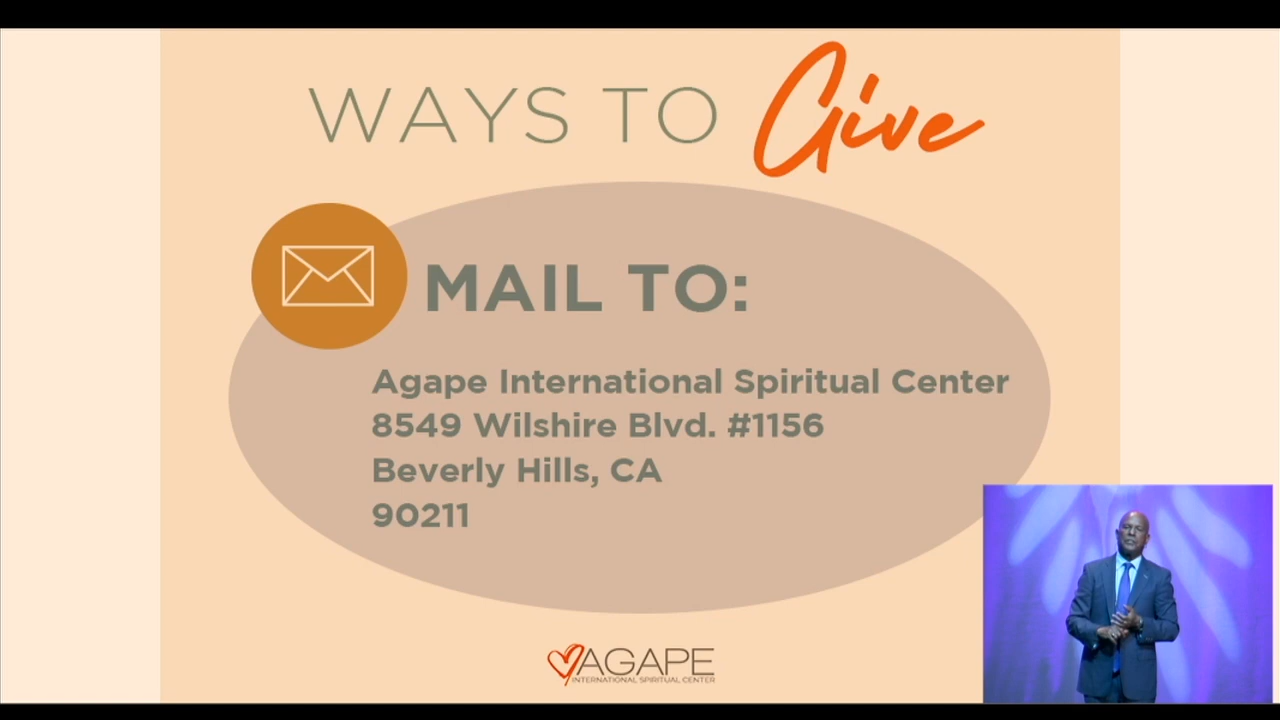 WAYS TO Give
MAIL TO:
Agape International Spiritual Center
8549 Wilshire Blvd. #1156
Beverly Hills, CA
90211
AGAPE
INTERNATIONAL SPIRITUAL CENTER